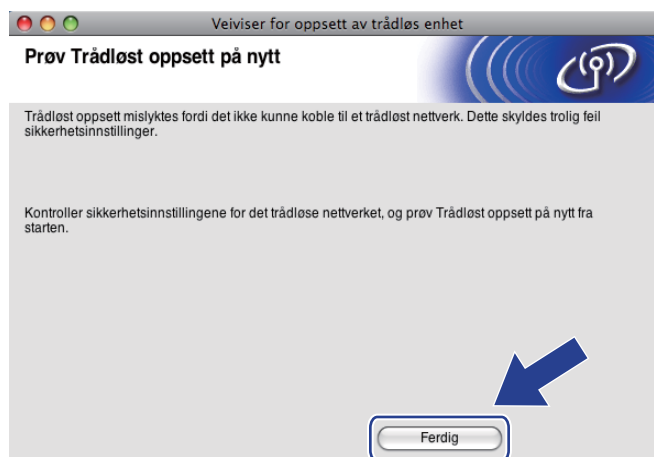 Veiviser for oppsett av trådløs enhet
Prøv Trådløst oppsett på nytt
Trådløst oppsett mislyktes fordi det ikke kunne koble til et trådløst nettverk. Dette skyldes trolig feil
sikkerhetsinnstillinger.
Kontroller sikkerhetsinnstillingene for det trådløse nettverket, og prøv Trådløst oppsett på nytt fra
starten.
Ferdig